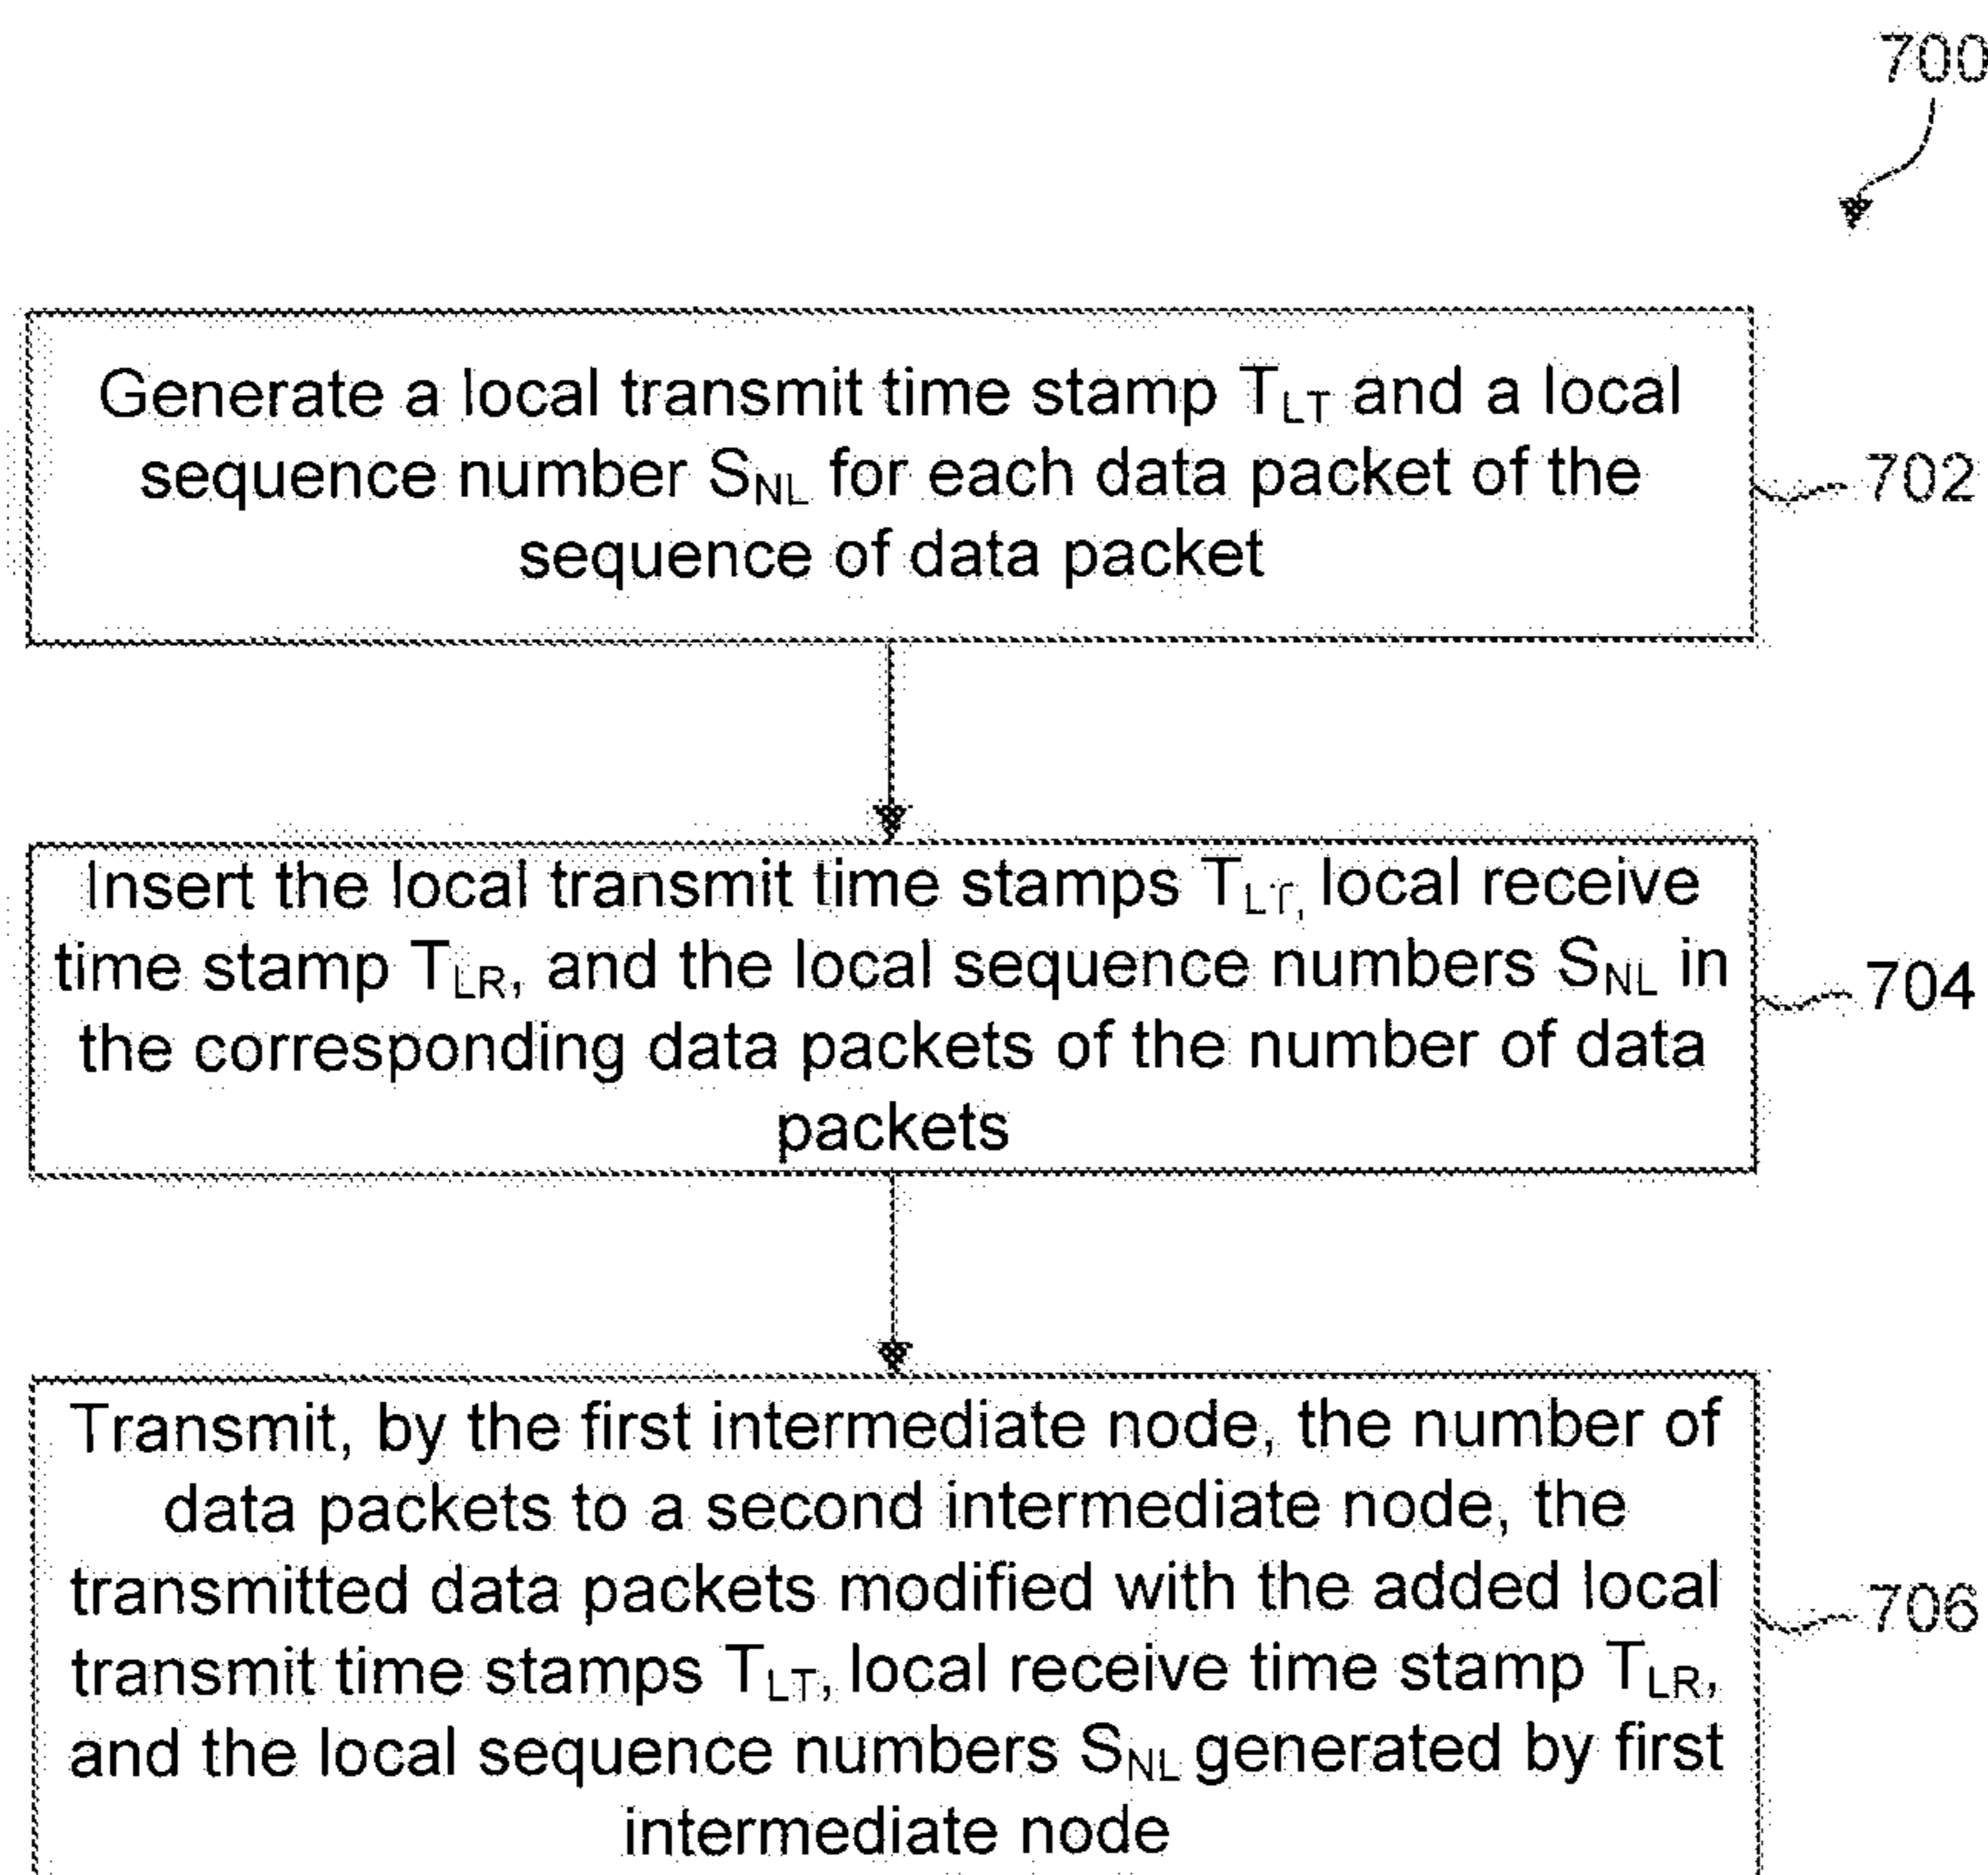 700
Generate a local transmit time stamp T_LT and a local
sequence number S_NL for each data packet of the
sequence of data packet
702
Insert the local transmit time stamps T_LT, local receive
time stamp T_LR, and the local sequence numbers S_NL in
the corresponding data packets of the number of data
packets
704
Transmit, by the first intermediate node, the number of
data packets to a second intermediate node, the
transmitted data packets modified with the added local
transmit time stamps T_LT, local receive time stamp T_LR,
and the local sequence numbers S_NL generated by first
intermediate node
706